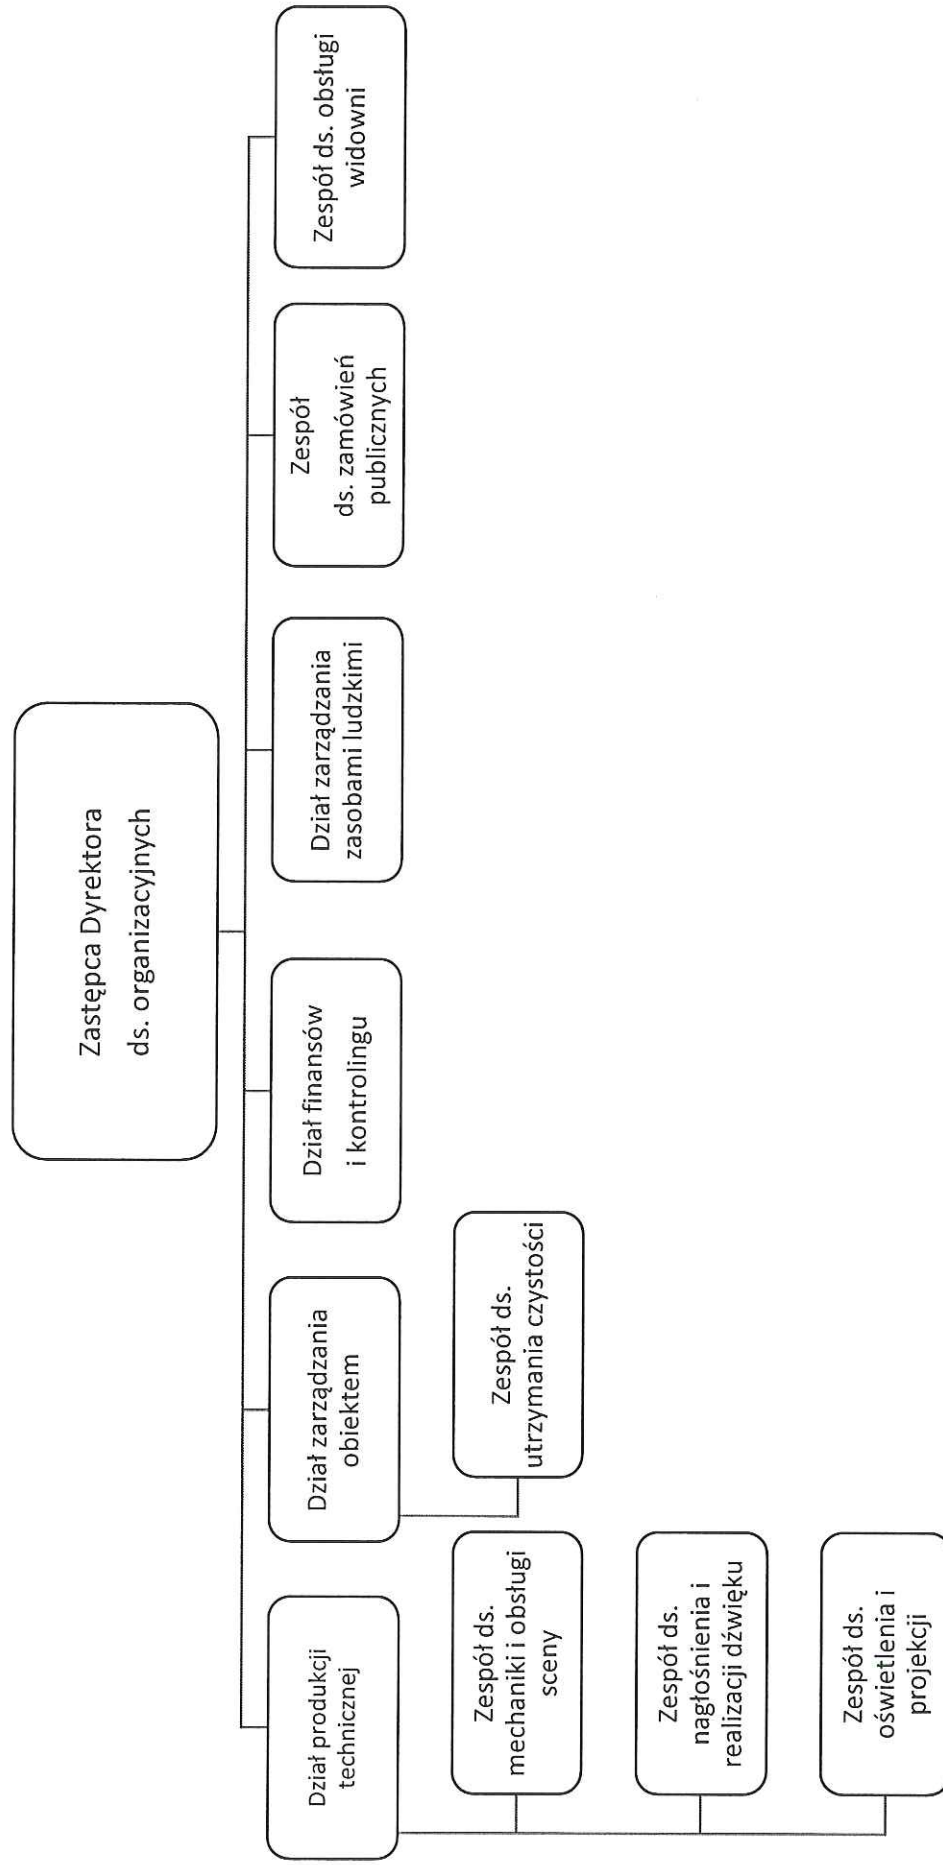 Zastępca Dyrektora
ds. organizacyjnych
Dział produkcji
technicznej
Dział zarządzania
obiektem
Dział finansów
i kontrolingu
Dział zarządzania
zasobami ludzkimi
Zespół
ds. zamówień
publicznych
Zespół ds. obsługi
widowni
Zespół ds.
mechaniki i obsługi
sceny
Zespół ds.
utrzymania czystości
Zespół ds.
nagłośnienia i
realizacji dźwięku
Zespół ds.
oświetlenia i
projekcji